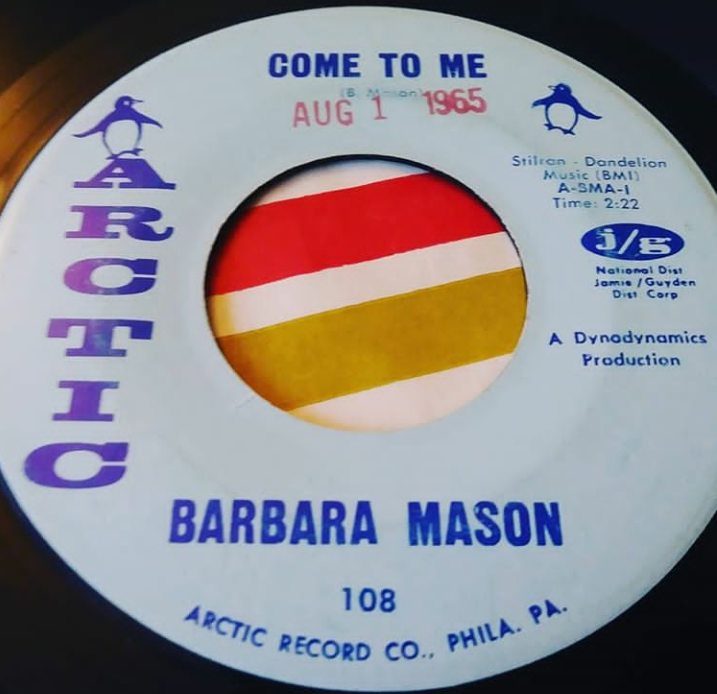 COME TO ME
(B. Mason)
AUG 1 1965
ARCTIC
Stilran - Dandelion
Music (BMI)
A-SMA-1
Time: 2:22
j/g
National Dist
Jamie/Guyden
Dist Corp
A Dynodynamics
Production
BARBARA MASON
108
ARCTIC RECORD CO., PHILA. PA.